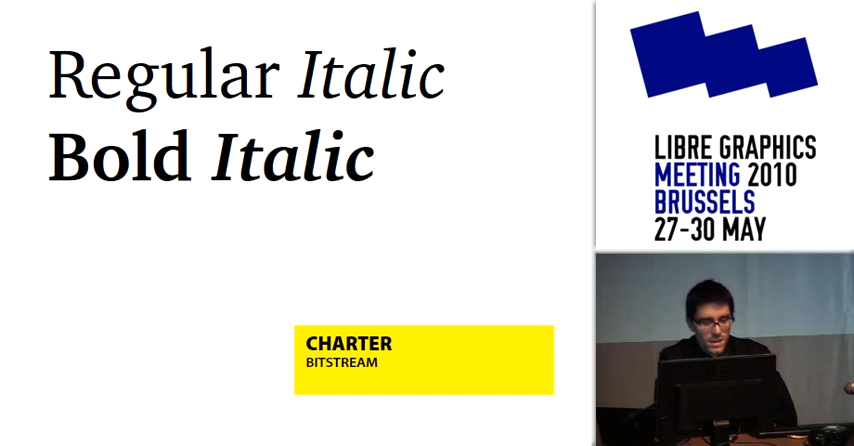 Regular Italic
Bold Italic
CHARTER
BITSTREAM
LIBRE GRAPHICS
MEETING 2010
BRUSSELS
27-30 MAY